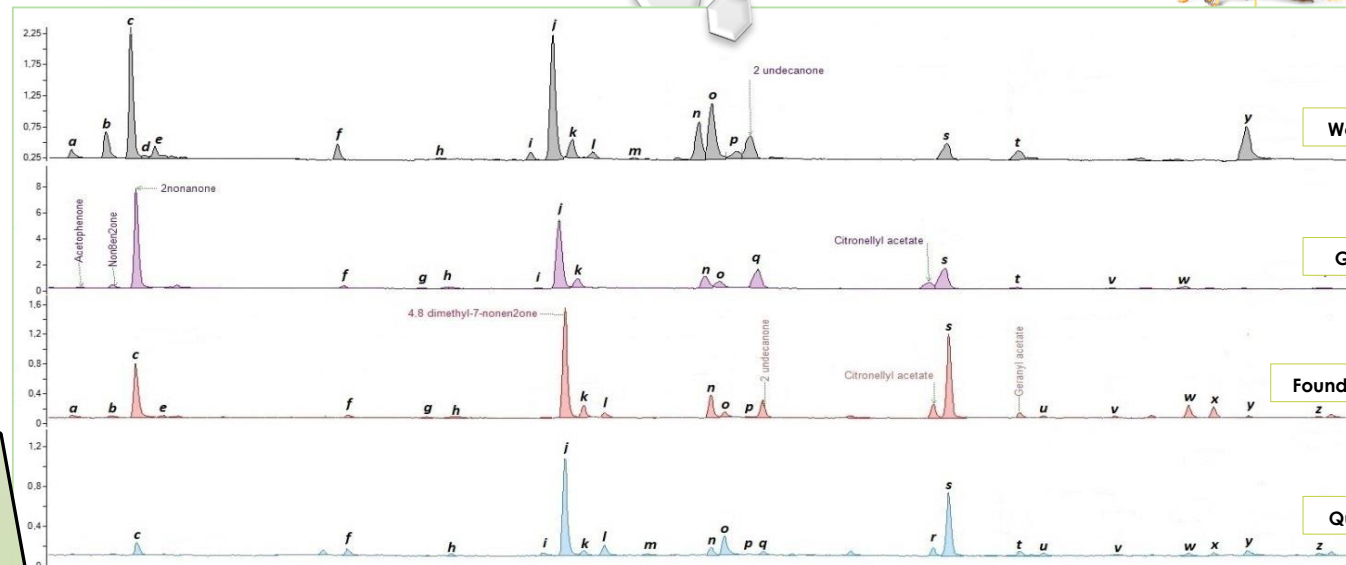 c
j
2.25
1,75
2 undecanone
1,25
o
b
n
y
0,75
a
d
e
f
h
i
k
l
m
p
s
t
0.25
We
8
Acetophenone
Non8en2one
2nonanone
6
j
4
Citronellyl acetate
2
f
g
h
i
k
n
o
q
s
t
v
w
0
G
1.6
4.8 dimethyl-7-nonen2one
1,2
c
2 undecanone
s
Geranyl acetate
0,8
Citronellyl acetate
0,4
a
b
e
f
g
h
k
l
n
o
p
u
v
w
x
y
z
0
Found
j
1,2
0,8
s
0,4
c
f
h
i
k
l
m
n
o
p
q
r
t
u
v
w
x
y
z
0
Qu